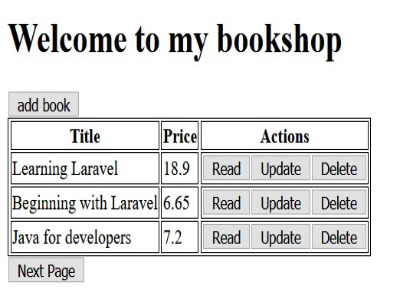 Welcome to my bookshop
add book
Title Price Actions
Learning Laravel 18.9 Read Update Delete
Beginning with Laravel 6.65 Read Update Delete
Java for developers 7.2 Read Update Delete
Next Page